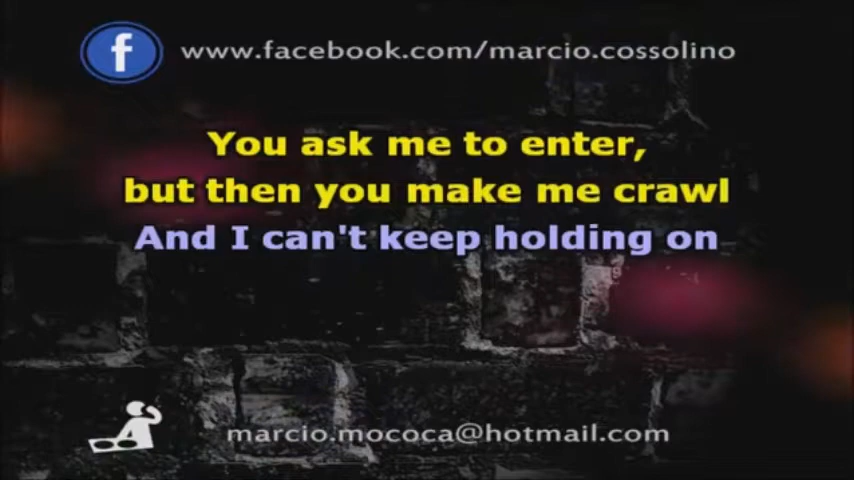 f www.facebook.com/marcio.cossolino
You ask me to enter,
but then you make me crawl
And I can't keep holding on
marcio.mococa@hotmail.com